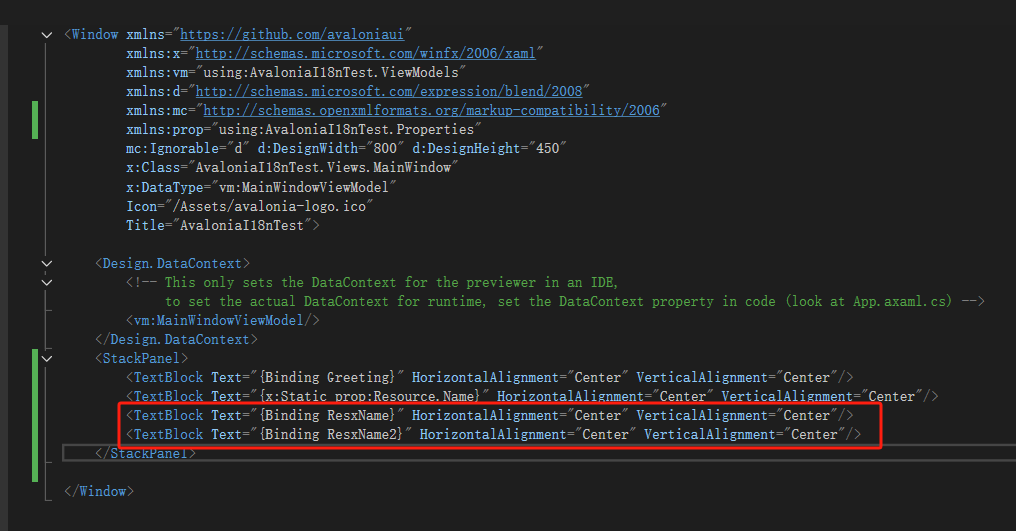 <Window xmlns="https://github.com/avaloniaui"
xmlns:x="http://schemas.microsoft.com/winfx/2006/xaml"
xmlns:vm="using:AvaloniaI18nTest.ViewModels"
xmlns:d="http://schemas.microsoft.com/expression/blend/2008"
xmlns:mc="http://schemas.openxmlformats.org/markup-compatibility/2006"
xmlns:prop="using:AvaloniaI18nTest.Properties"
mc:Ignorable="d" d:DesignWidth="800" d:DesignHeight="450"
x:Class="AvaloniaI18nTest.Views.MainWindow"
x:DataType="vm:MainWindowViewModel"
Icon="/Assets/avalonia-logo.ico"
Title="AvaloniaI18nTest">
<Design.DataContext>
<!-- This only sets the DataContext for the previewer in an IDE,
to set the actual DataContext for runtime, set the DataContext property in code (look at App.axaml.cs) -->
<vm:MainWindowViewModel/>
</Design.DataContext>
<StackPanel>
<TextBlock Text="{Binding Greeting}" HorizontalAlignment="Center" VerticalAlignment="Center"/>
<TextBlock Text="{x:Static prop:Resource.Name}" HorizontalAlignment="Center" VerticalAlignment="Center"/>
<TextBlock Text="{Binding ResxName}" HorizontalAlignment="Center" VerticalAlignment="Center"/>
<TextBlock Text="{Binding ResxName2}" HorizontalAlignment="Center" VerticalAlignment="Center"/>
</StackPanel>
</Window>